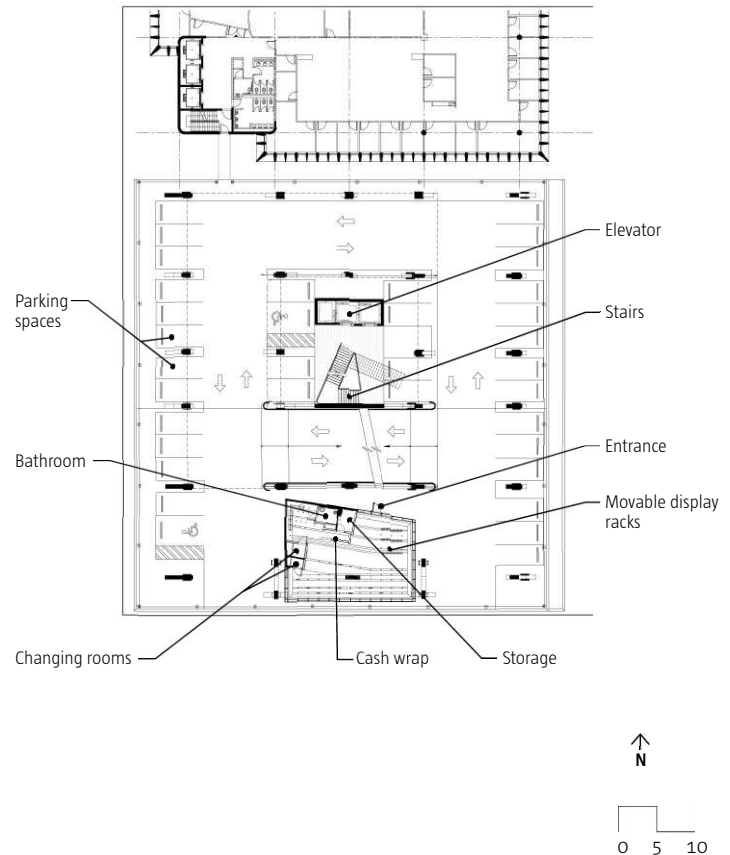 Elevator
Parking
spaces
Stairs
Entrance
Bathroom
Movable display
racks
Changing rooms
Cash wrap
Storage
N
0 5 10